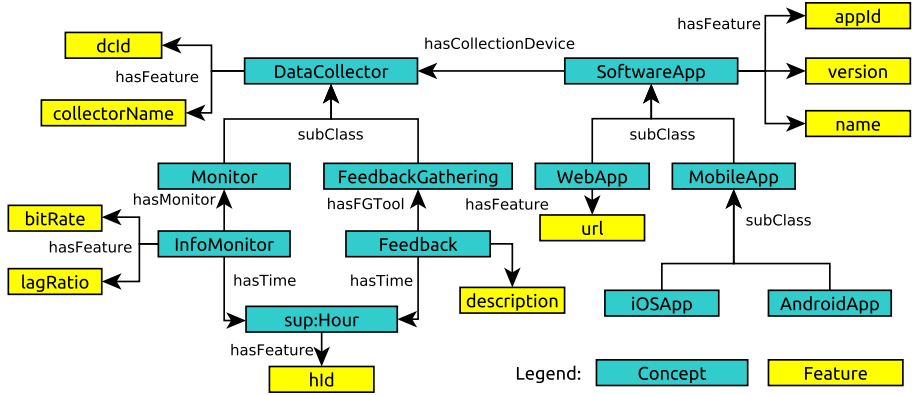 appId
hasFeature
dcId
hasCollectionDevice
hasFeature
DataCollector
SoftwareApp
version
collectorName
name
subClass
subClass
Monitor
FeedbackGathering
WebApp
MobileApp
hasMonitor
hasFGTool
hasFeature
bitRate
subClass
url
hasFeature
InfoMonitor
Feedback
lagRatio
hasTime
hasTime
description
iOSApp
AndroidApp
sup:Hour
hasFeature
hId
Legend:
Concept
Feature